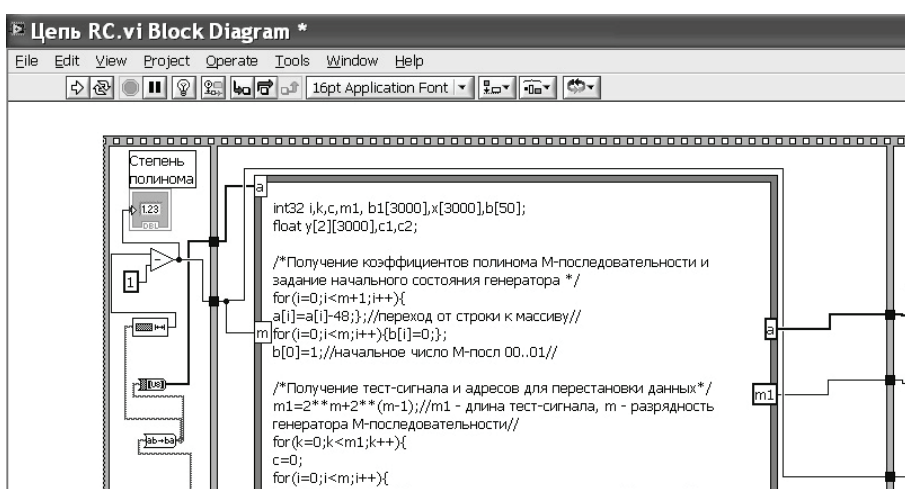 Цепь RC.vi Block Diagram *
File Edit View Project Operate Tools Window Help
16pt Application Font
Степень
полинома
1.23
DBL
1
[U8]
ab→ba
a
m
int32 i,k,c,m1, b1[3000],x[3000],b[50];
float y[2][3000],c1,c2;
/*Получение коэффициентов полинома М-последовательности и
задание начального состояния генератора */
for(i=0;i<m+1;i++){
a[i]=a[i]-48;};//переход от строки к массиву//
for(i=0;i<m;i++){b[i]=0;};
b[0]=1;//начальное число М-посл 00..01//
/*Получение тест-сигнала и адресов для перестановки данных*/
m1=2**m+2**(m-1);//m1 - длина тест-сигнала, m - разрядность
генератора М-последовательности//
for(k=0;k<m1;k++){
c=0;
for(i=0;i<m;i++){
a
m1